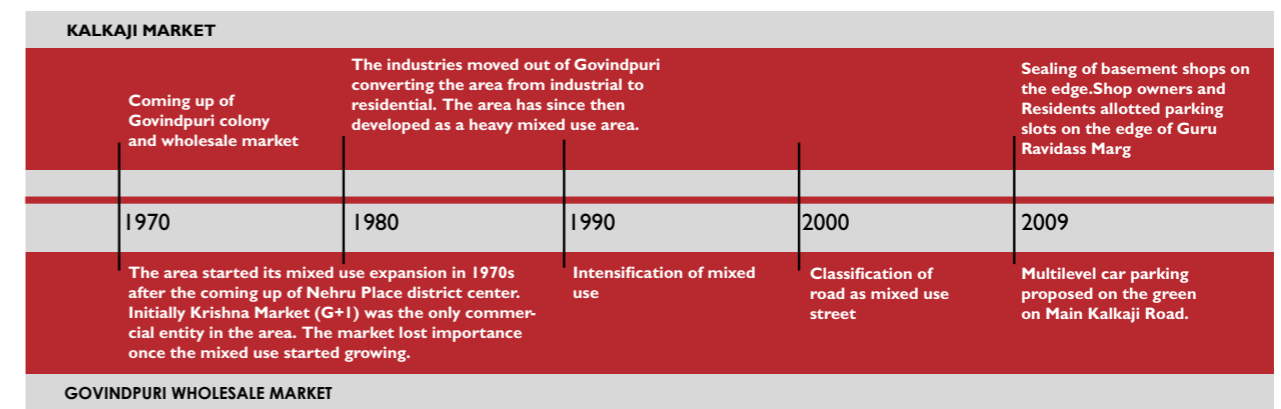 KALKAJI MARKET
Coming up of
Govindpuri colony
and wholesale market
The industries moved out of Govindpuri
converting the area from industrial to
residential. The area has since then
developed as a heavy mixed use area.
Sealing of basement shops on
the edge.Shop owners and
Residents allotted parking
slots on the edge of Guru
Ravidass Marg
1970
1980
1990
2000
2009
The area started its mixed use expansion in 1970s
after the coming up of Nehru Place district center.
Initially Krishna Market (G+1) was the only commer-
cial entity in the area. The market lost importance
once the mixed use started growing.
Intensification of mixed
use
Classification of
road as mixed use
street
Multilevel car parking
proposed on the green
on Main Kalkaji Road.
GOVINDPURI WHOLESALE MARKET